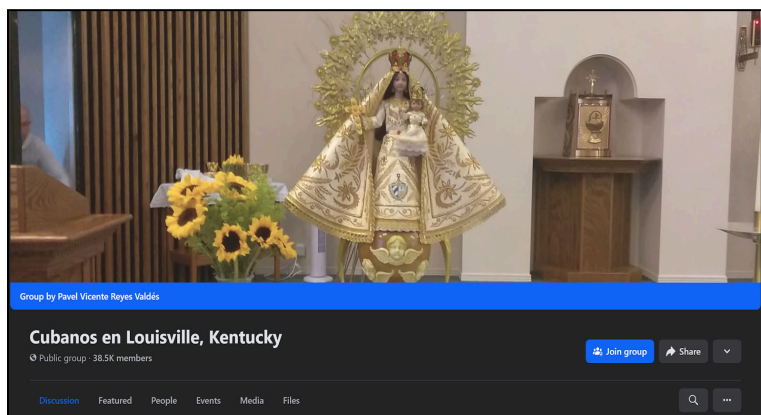 Group by Pavel Vicente Reyes Valdés
Cubanos en Louisville, Kentucky
Public group · 38.5K members
Join group
Share
Discussion Featured People Events Media Files